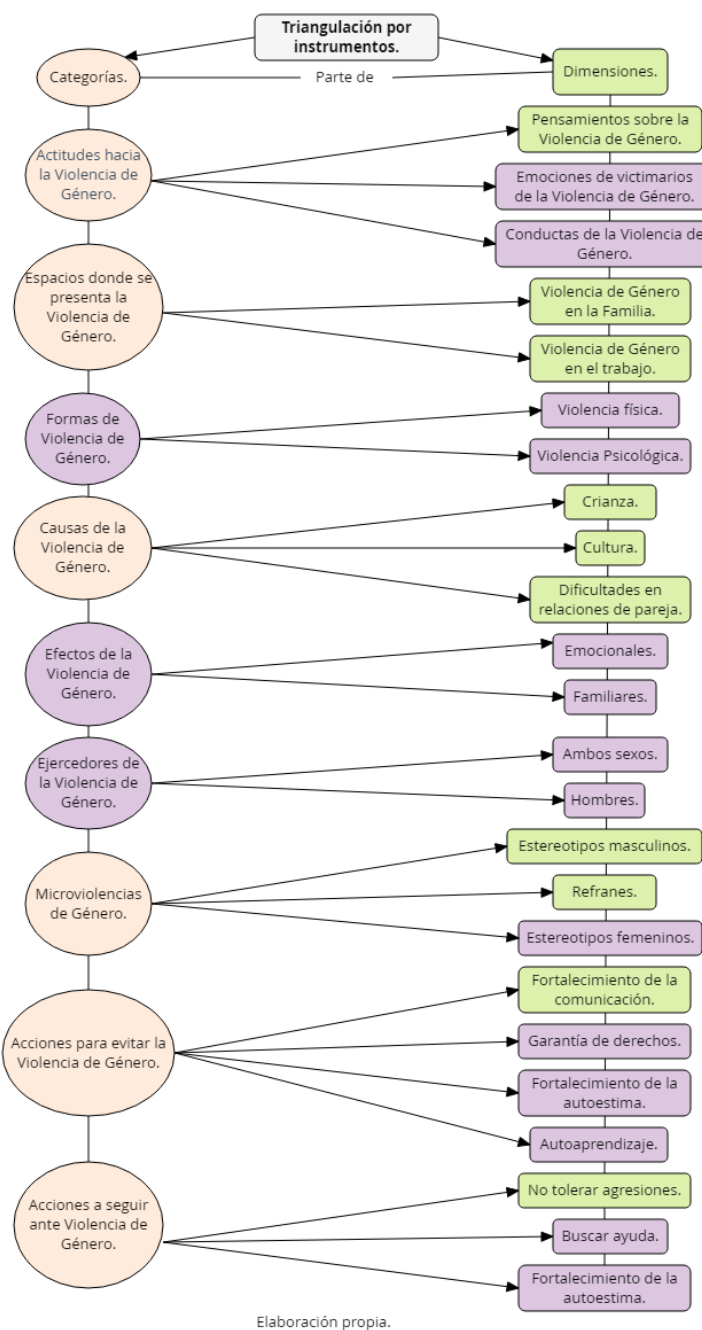 Triangulación por
instrumentos.
Categorías.
Parte de
Dimensiones.
Actitudes hacia
la Violencia de
Género.
Pensamientos sobre la
Violencia de Género.
Emociones de victimarios
de la Violencia de Género.
Conductas de la Violencia de
Género.
Espacios donde se
presenta la
Violencia de
Género.
Violencia de Género
en la Familia.
Violencia de Género
en el trabajo.
Formas de
Violencia de
Género.
Violencia física.
Violencia Psicológica.
Causas de la
Violencia de
Género.
Crianza.
Cultura.
Dificultades en
relaciones de pareja.
Efectos de la
Violencia de
Género.
Emocionales.
Familiares.
Ejercedores de
la Violencia de
Género.
Ambos sexos.
Hombres.
Microviolencias
de Género.
Estereotipos masculinos.
Refranes.
Estereotipos femeninos.
Acciones para evitar la
Violencia de Género.
Fortalecimiento de la
comunicación.
Garantía de derechos.
Fortalecimiento de la
autoestima.
Autoaprendizaje.
Acciones a seguir
ante Violencia de
Género.
No tolerar agresiones.
Buscar ayuda.
Fortalecimiento de la
autoestima.
Elaboración propia.